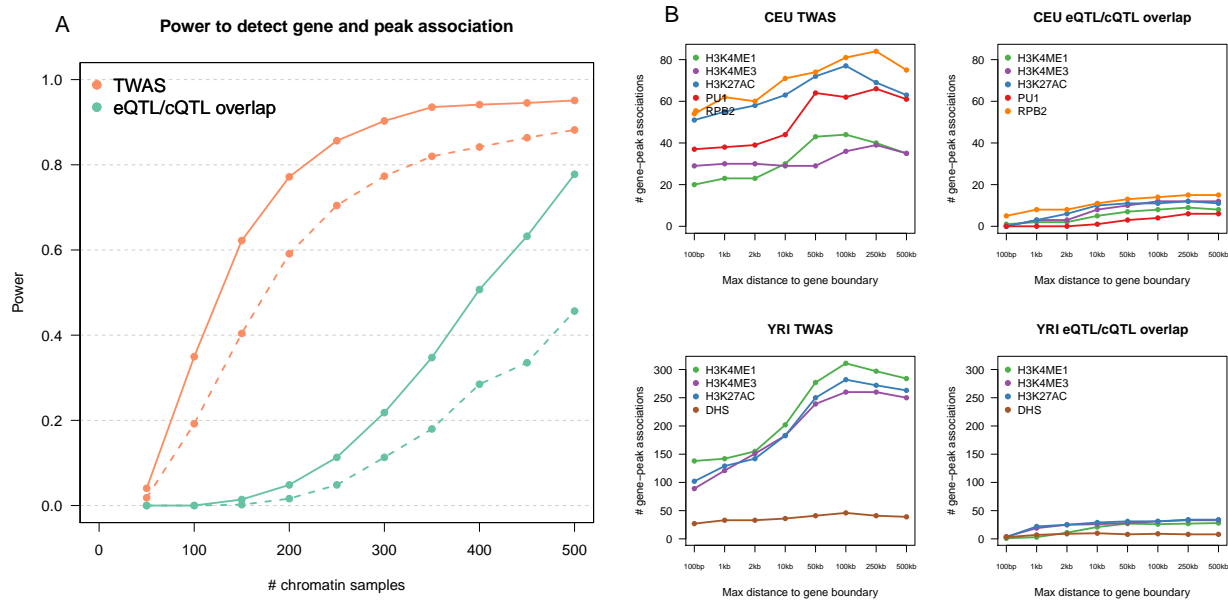 A
Power to detect gene and peak association
TWAS
eQTL/cQTL overlap
1.0
0.8
0.6
0.4
0.2
0.0
Power
0 100 200 300 400 500
# chromatin samples
B
CEU TWAS
H3K4ME1
H3K4ME3
H3K27AC
PU1
RPB2
80
60
40
20
0
# gene−peak associations
100bp 1kb 2kb 10kb 50kb 100kb 250kb 500kb
Max distance to gene boundary
CEU eQTL/cQTL overlap
H3K4ME1
H3K4ME3
H3K27AC
PU1
RPB2
80
60
40
20
0
# gene−peak associations
100bp 1kb 2kb 10kb 50kb 100kb 250kb 500kb
Max distance to gene boundary
YRI TWAS
H3K4ME1
H3K4ME3
H3K27AC
DHS
300
250
200
150
100
50
0
# gene−peak associations
100bp 1kb 2kb 10kb 50kb 100kb 250kb 500kb
Max distance to gene boundary
YRI eQTL/cQTL overlap
H3K4ME1
H3K4ME3
H3K27AC
DHS
300
250
200
150
100
50
0
# gene−peak associations
100bp 1kb 2kb 10kb 50kb 100kb 250kb 500kb
Max distance to gene boundary